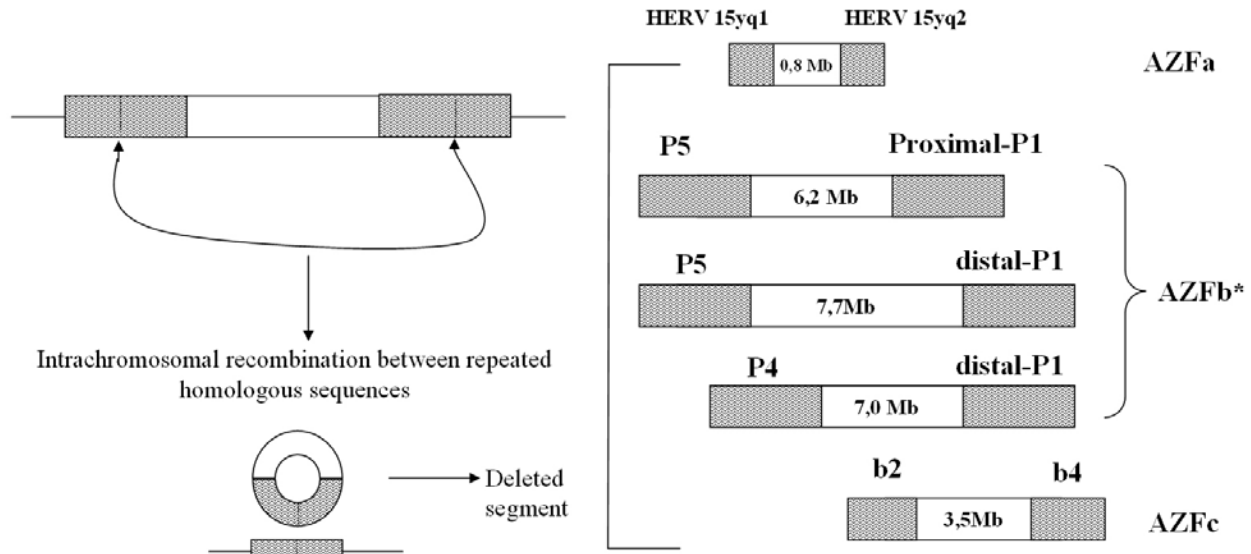 HERV 15yq1 HERV 15yq2
0,8 Mb AZFa
P5 Proximal-P1
6,2 Mb
P5 distal-P1
7,7Mb AZFb*
P4 distal-P1
7,0 Mb
b2 b4
3,5Mb AZFc
Intrachromosomal recombination between repeated
homologous sequences
Deleted
segment